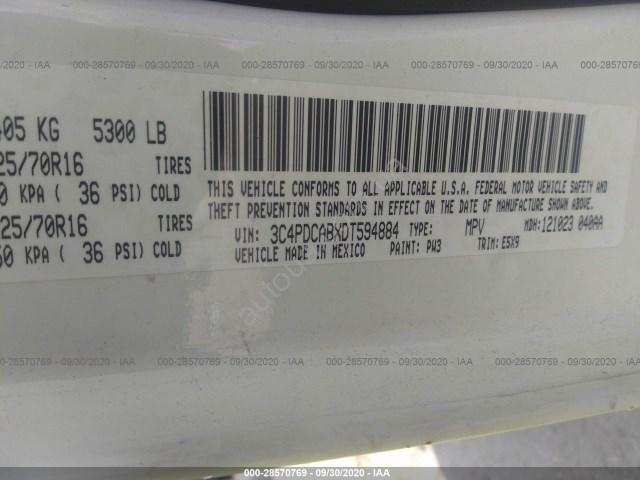 000-28570769 - 09/30/2020 - IAA
000-28570769 - 09/30/2020 - IAA
000-28570769 - 09/30/2020 - IAA
09/30/2020 - IAA
405 KG 5300 LB
25/70R16 TIRES
0 KPA ( 36 PSI) COLD
25/70R16 TIRES
50 KPA ( 36 PSI) COLD
THIS VEHICLE CONFORMS TO ALL APPLICABLE U.S.A. FEDERAL MOTOR VEHICLE SAFETY AND
THEFT PREVENTION STANDARDS IN EFFECT ON THE DATE OF MANUFACTURE SHOWN ABOVE.
VIN: 3C4PDCABXDT594884 TYPE: MPV MDH: 121023 040AA
VEHICLE MADE IN MEXICO PAINT: PW3 TRIM: E5X9
09/30/2020 - IAA
000-28570769 - 09/30/2020 - IAA
000-28570769 - 09/30/2020 - IAA
000-28570769 -
000-28570769 - 09/30/2020 - IAA